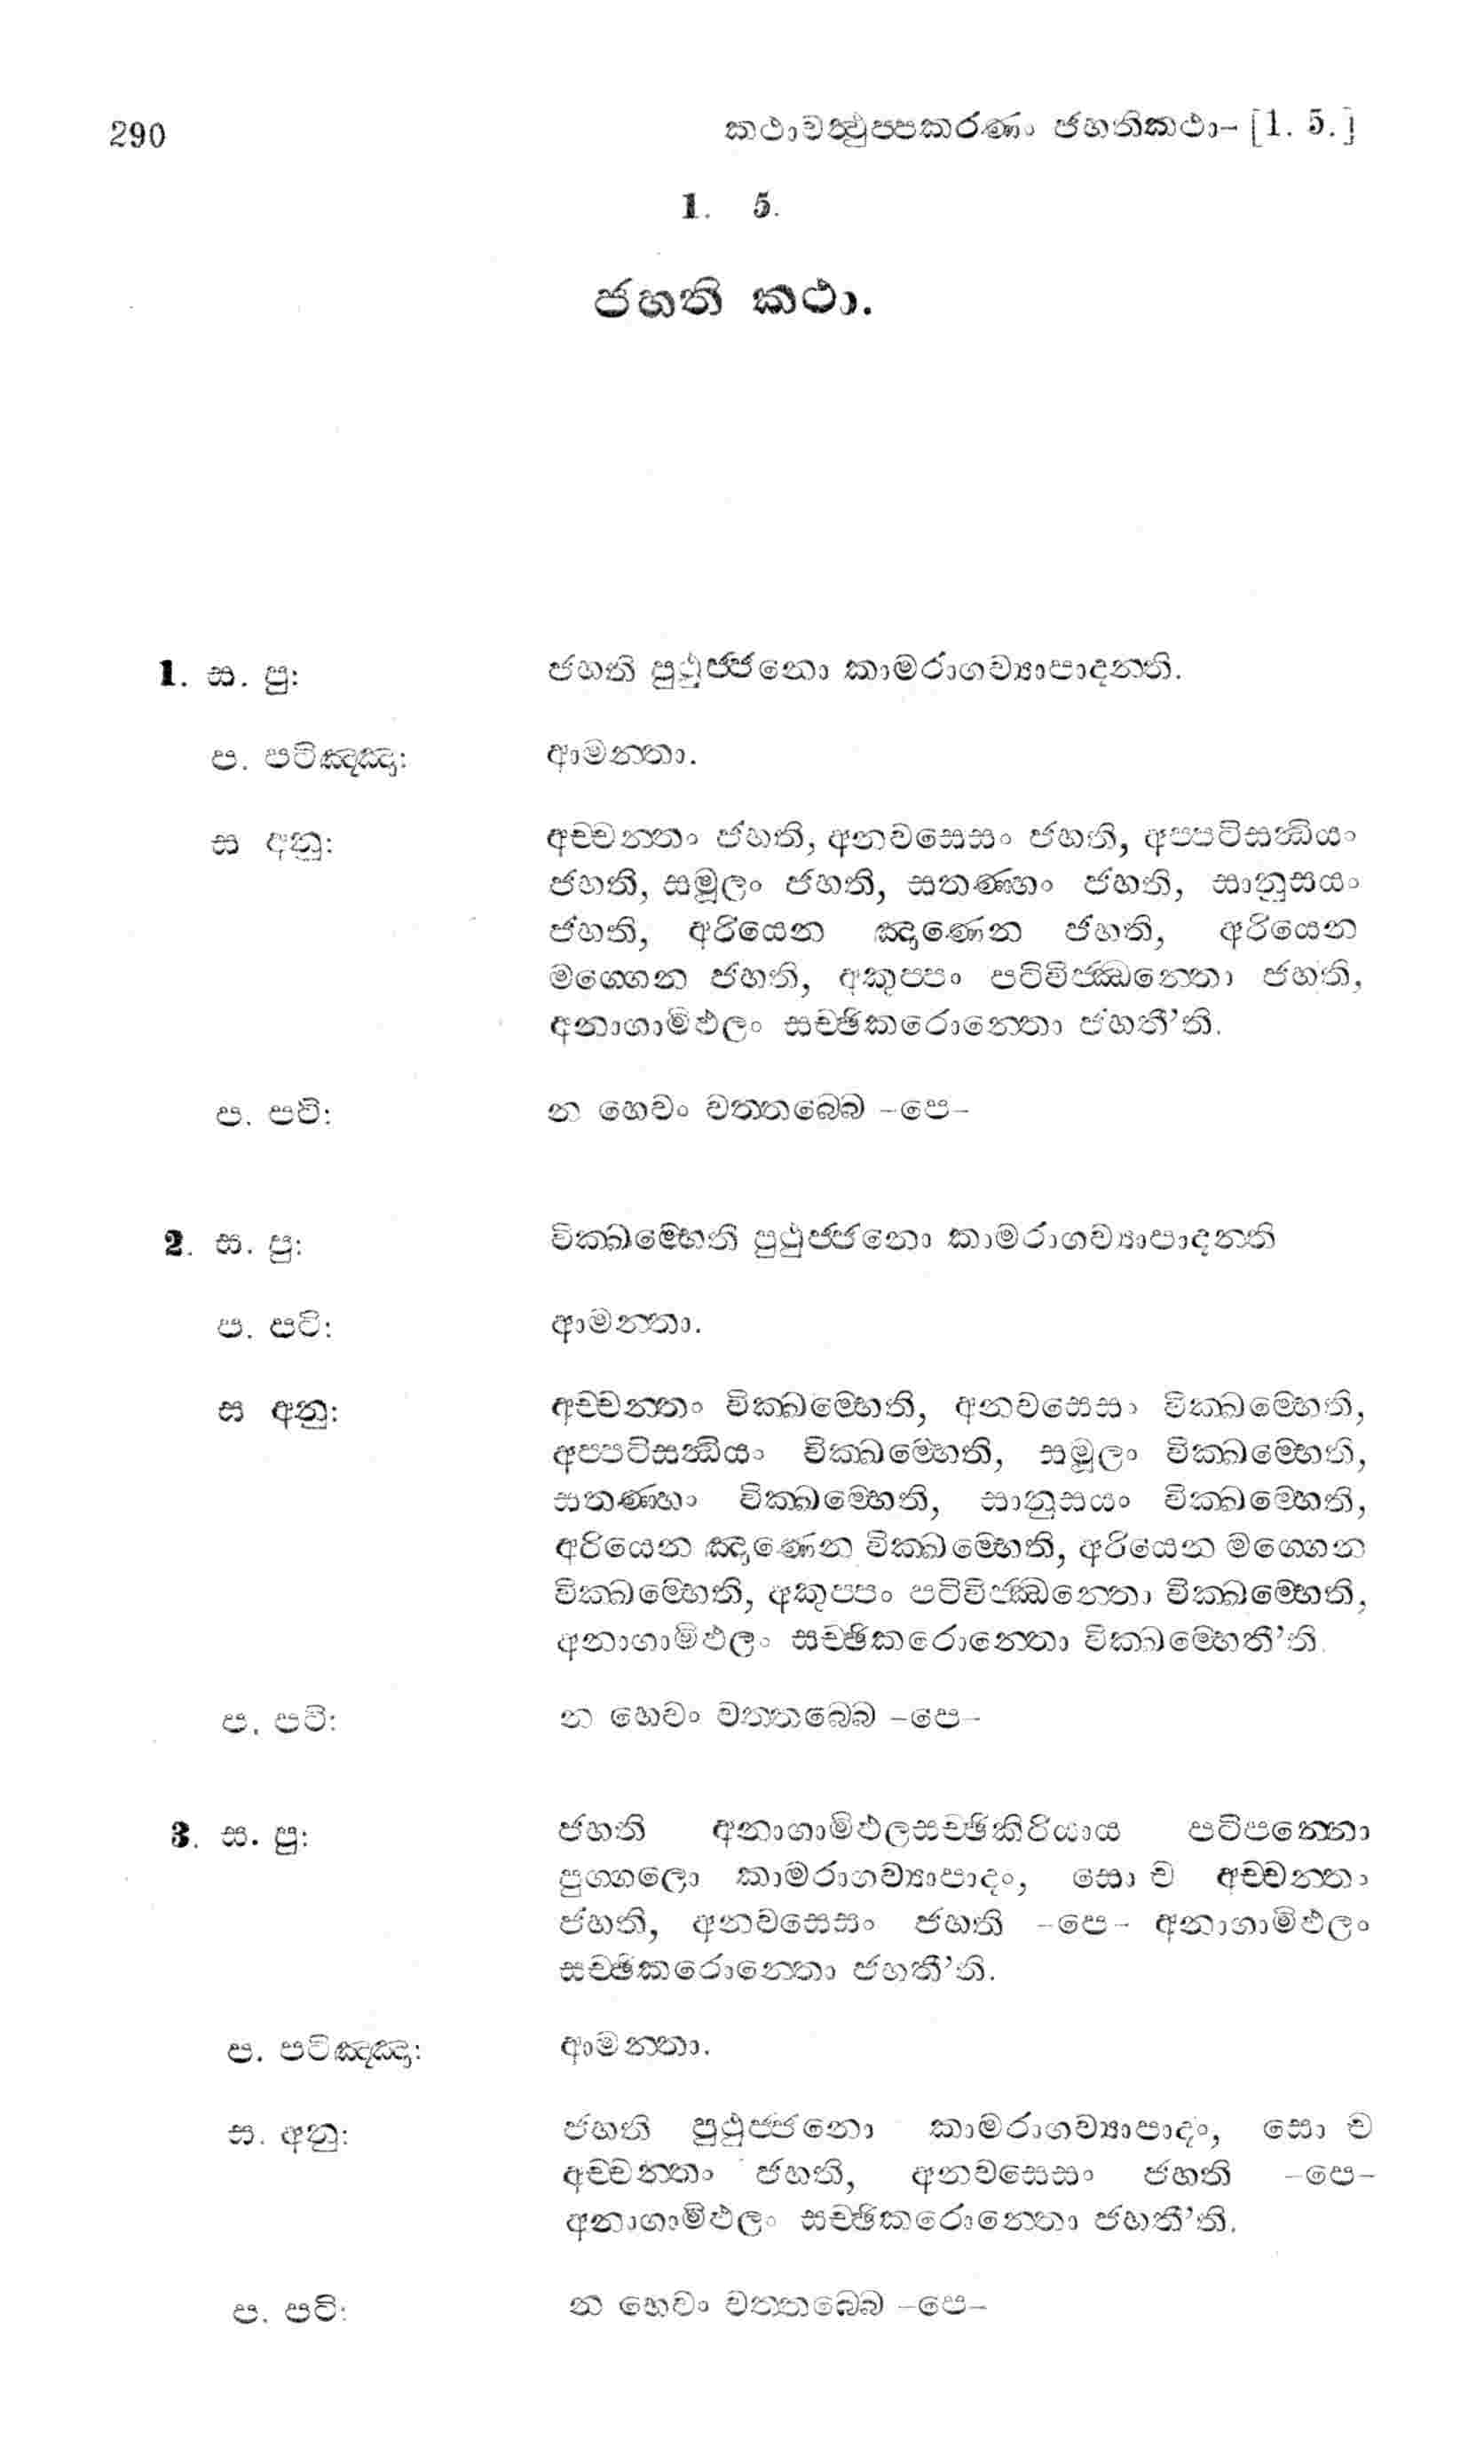 290 කථාවත්‍ථුප්පකරණං ජහතිකථා- [1. 5.]
1. 5.
ජහති කථා.
1. ස. පු: ජහති පුථුජ්ජනො කාමරාගව්‍යාපාදන්ති.
ප. පටිඤ්ඤා: ආමන්තා.
ස අනු: අච්චන්තං ජහති, අනවසෙසං ජහති, අප්පටිසන්‍ධියං
ජහති, සමූලං ජහති, සතණ්හං ජහති, සානුසයං
ජහති, අරියෙන ඤාණෙන ජහති, අරියෙන
මග්ගෙන ජහති, අකුප්පං පටිවිජ්ඣන්තො ජහති,
අනාගාමිඵලං සච්ඡිකරොන්තො ජහතී’ති.
ප. පටි: න හෙවං වත්තබ්බෙ -පෙ-
2. ස. පු: වික්ඛම්භෙති පුථුජ්ජනො කාමරාගව්‍යාපාදන්ති
ප. පටි: ආමන්තා.
ස අනු: අච්චන්තං වික්ඛම්භෙති, අනවසෙසං වික්ඛම්භෙති,
අප්පටිසන්‍ධියං වික්ඛම්භෙති, සමූලං වික්ඛම්භෙති,
සතණ්හං වික්ඛම්භෙති, සානුසයං වික්ඛම්භෙති,
අරියෙන ඤාණෙන වික්ඛම්භෙති, අරියෙන මග්ගෙන
වික්ඛම්භෙති, අකුප්පං පටිවිජ්ඣන්තො වික්ඛම්භෙති,
අනාගාමිඵලං සච්ඡිකරොන්තො වික්ඛම්භෙතී’ති.
ප. පටි: න හෙවං වත්තබ්බෙ -පෙ-
3. ස. පු: ජහති අනාගාමිඵලසච්ඡිකිරියාය පටිපන්නො
පුග්ගලො කාමරාගව්‍යාපාදං, සො ච අච්චන්තං
ජහති, අනවසෙසං ජහති -පෙ- අනාගාමිඵලං
සච්ඡිකරොන්තො ජහතී’ති.
ප. පටිඤ්ඤා: ආමන්තා.
ස. අනු: ජහති පුථුජ්ජනො කාමරාගව්‍යාපාදං, සො ච
අච්චන්තං ජහති, අනවසෙසං ජහති -පෙ-
අනාගාමිඵලං සච්ඡිකරොන්තො ජහතී’ති.
ප. පටි: න හෙවං වත්තබ්බෙ -පෙ-